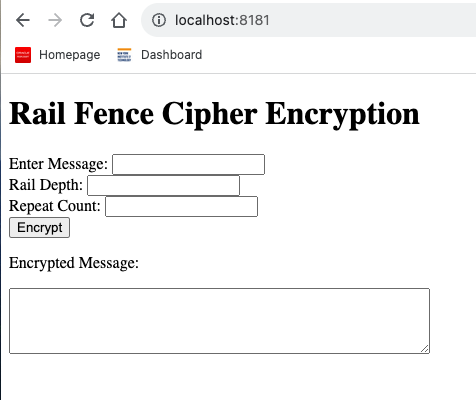 localhost:8181
Homepage Dashboard
Rail Fence Cipher Encryption
Enter Message:
Rail Depth:
Repeat Count:
Encrypt
Encrypted Message: